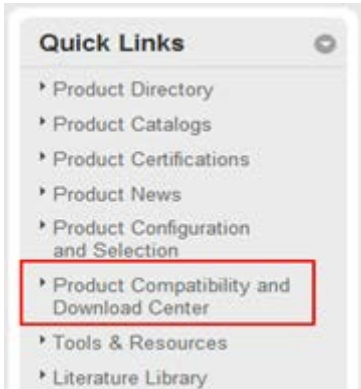 Quick Links
Product Directory
Product Catalogs
Product Certifications
Product News
Product Configuration
and Selection
Product Compatibility and
Download Center
Tools & Resources
Literature Library